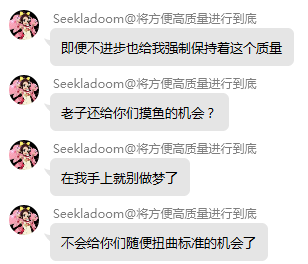 Seekladoom@将方便高质量进行到底
即便不进步也给我强制保持着这个质量
Seekladoom@将方便高质量进行到底
老子还给你们摸鱼的机会？
Seekladoom@将方便高质量进行到底
在我手上就别做梦了
Seekladoom@将方便高质量进行到底
不会给你们随便扭曲标准的机会了